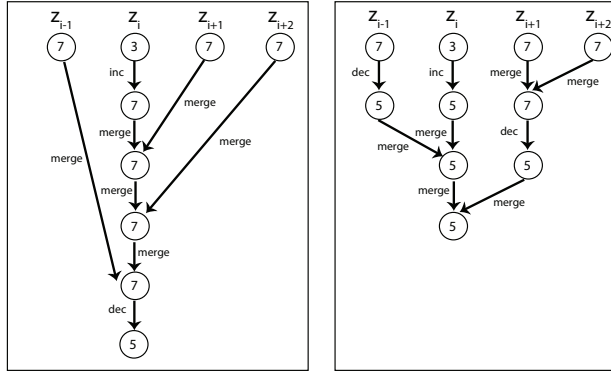 Z_{i-1} Z_i Z_{i+1} Z_{i+2}
7 3 7 7
inc
7
merge merge
7
merge merge merge
7
merge
7
dec
5
Z_{i-1} Z_i Z_{i+1} Z_{i+2}
7 3 7 7
dec inc merge merge
5 5 7
merge merge dec
5 5
merge merge
5